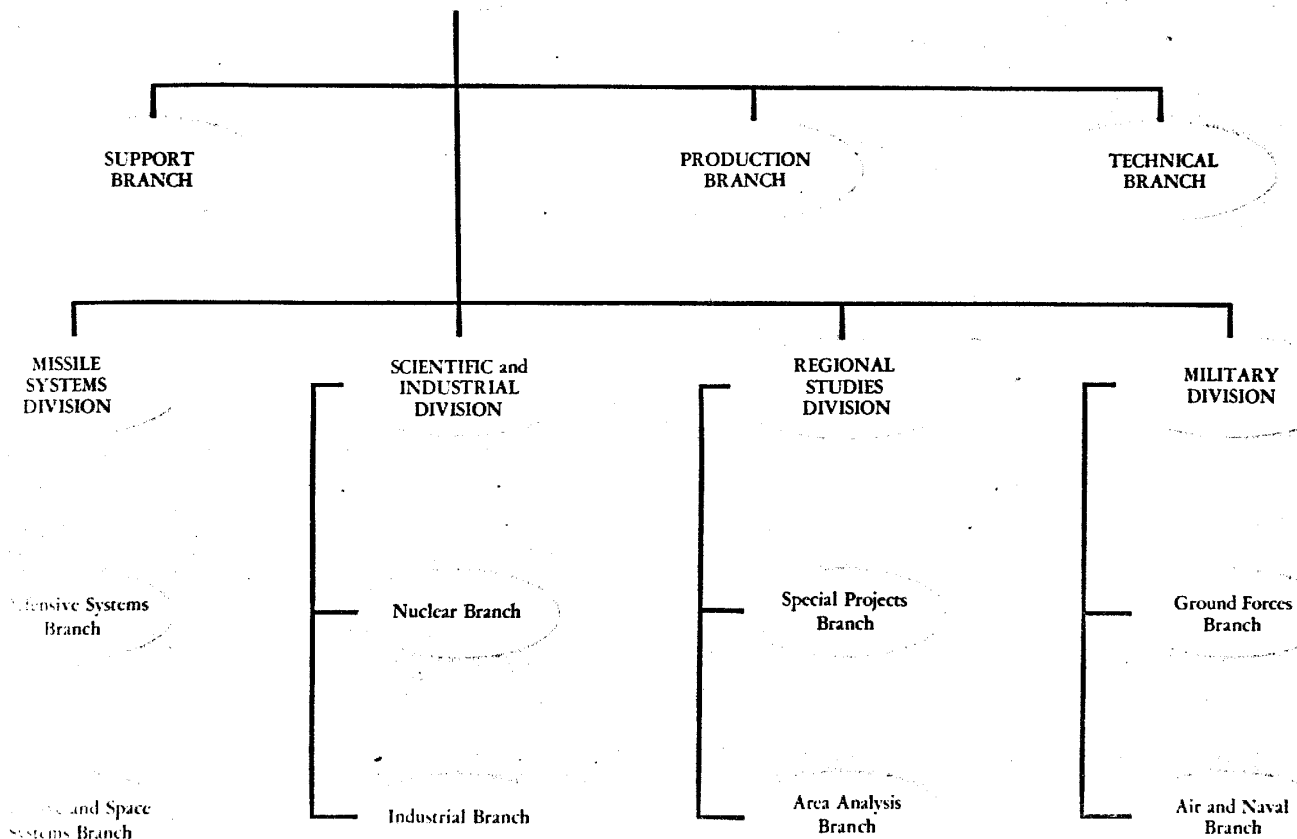 SUPPORT
BRANCH
PRODUCTION
BRANCH
TECHNICAL
BRANCH
MISSILE
SYSTEMS
DIVISION
SCIENTIFIC and
INDUSTRIAL
DIVISION
REGIONAL
STUDIES
DIVISION
MILITARY
DIVISION
Systems
Branch
Nuclear Branch
Special Projects
Branch
Ground Forces
Branch
and Space
Systems Branch
Industrial Branch
Area Analysis
Branch
Air and Naval
Branch